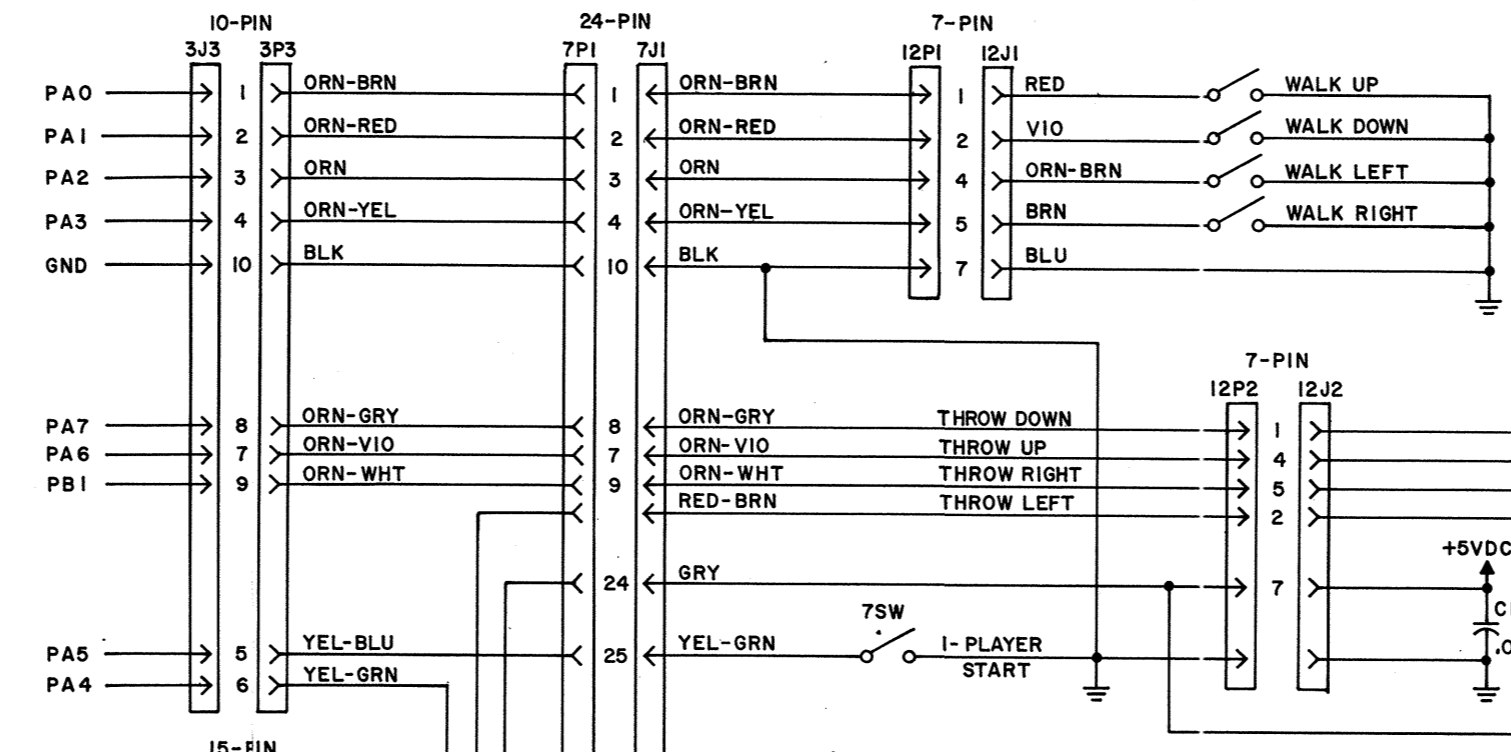 10-PIN 24-PIN 7-PIN
3J3 3P3 7P1 7J1 12P1 12J1
PA0 1 ORN-BRN 1 ORN-BRN 1 RED WALK UP
PA1 2 ORN-RED 2 ORN-RED 2 VIO WALK DOWN
PA2 3 ORN 3 ORN 4 ORN-BRN WALK LEFT
PA3 4 ORN-YEL 4 ORN-YEL 5 BRN WALK RIGHT
GND 10 BLK 10 BLK 7 BLU
7-PIN
12P2 12J2
PA7 8 ORN-GRY 8 ORN-GRY THROW DOWN 1
PA6 7 ORN-VIO 7 ORN-VIO THROW UP 4
PB1 9 ORN-WHT 9 ORN-WHT THROW RIGHT 5
RED-BRN THROW LEFT 2
+5VDC
24 GRY 7
7SW C
PA5 5 YEL-BLU 25 YEL-GRN 1-PLAYER .0
START
PA4 6 YEL-GRN
15-PIN